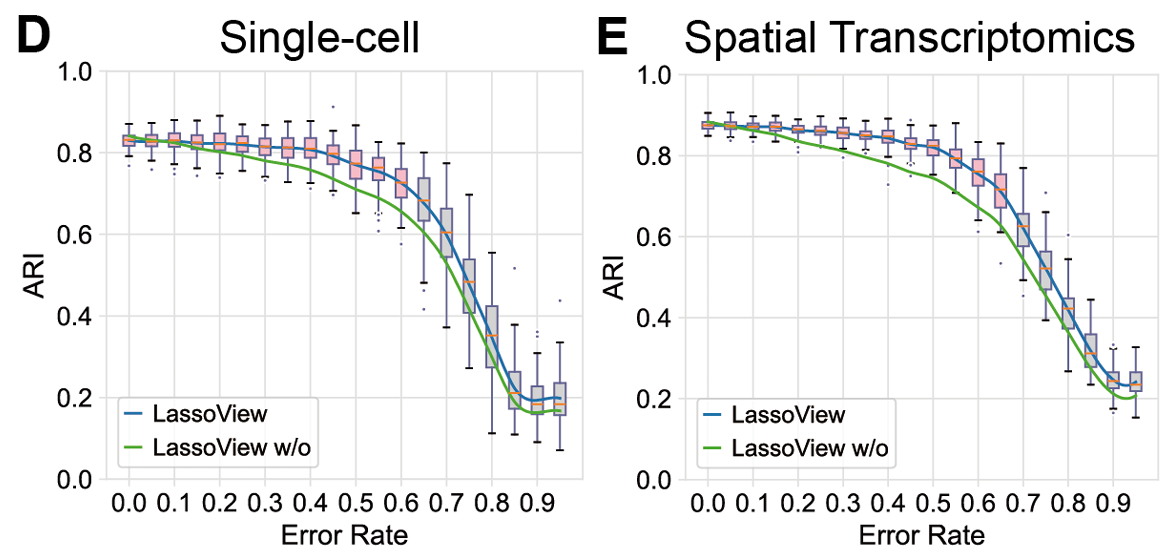 D Single-cell
1.0
0.8
0.6
0.4
0.2
0.0
ARI
LassoView
LassoView w/o
0.0 0.1 0.2 0.3 0.4 0.5 0.6 0.7 0.8 0.9
Error Rate
E Spatial Transcriptomics
1.0
0.8
0.6
0.4
0.2
0.0
ARI
LassoView
LassoView w/o
0.0 0.1 0.2 0.3 0.4 0.5 0.6 0.7 0.8 0.9
Error Rate